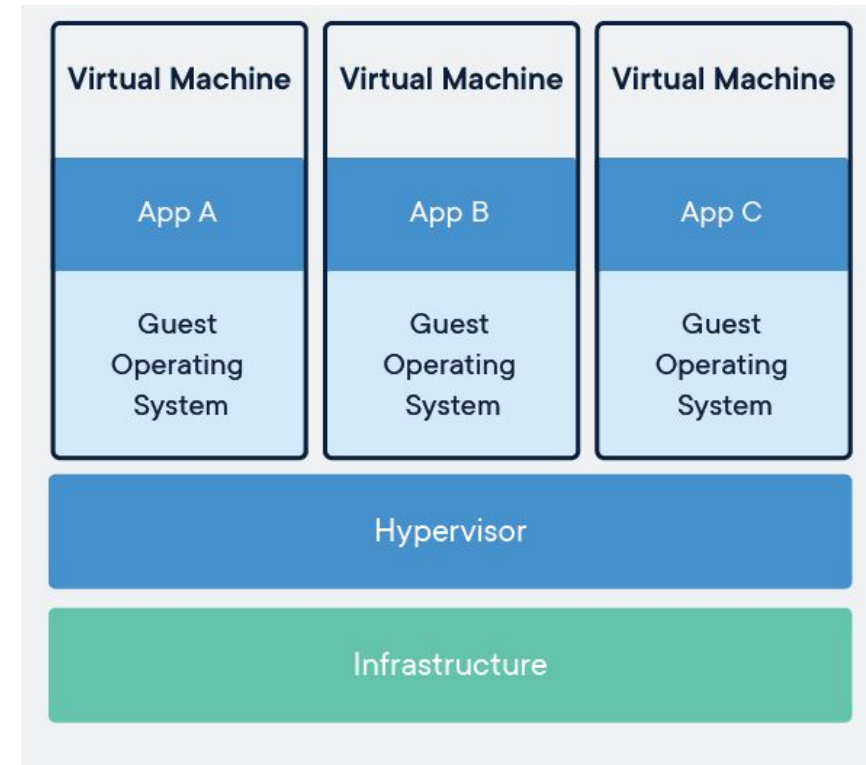 Virtual Machine
App A
Guest
Operating
System
Virtual Machine
App B
Guest
Operating
System
Virtual Machine
App C
Guest
Operating
System
Hypervisor
Infrastructure